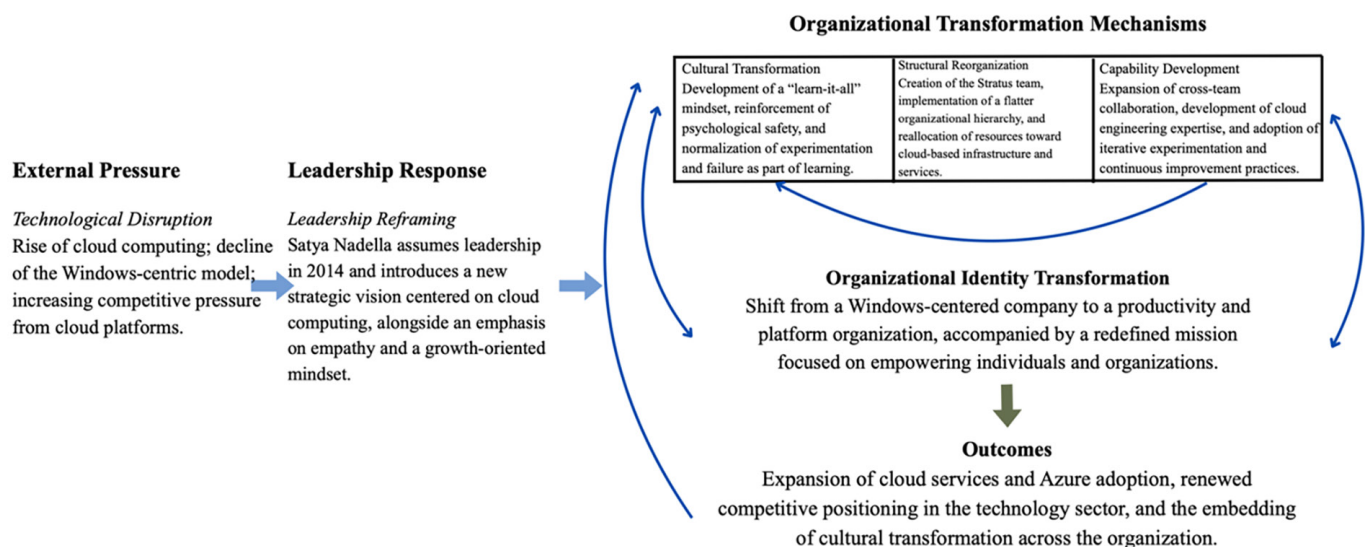 Organizational Transformation Mechanisms
Cultural Transformation
Development of a “learn-it-all”
mindset, reinforcement of
psychological safety, and
normalization of experimentation
and failure as part of learning.
Structural Reorganization
Creation of the Stratus team,
implementation of a flatter
organizational hierarchy, and
reallocation of resources toward
cloud-based infrastructure and
services.
Capability Development
Expansion of cross-team
collaboration, development of cloud
engineering expertise, and adoption of
iterative experimentation and
continuous improvement practices.
External Pressure
Technological Disruption
Rise of cloud computing; decline
of the Windows-centric model;
increasing competitive pressure
from cloud platforms.
Leadership Response
Leadership Reframing
Satya Nadella assumes leadership
in 2014 and introduces a new
strategic vision centered on cloud
computing, alongside an emphasis
on empathy and a growth-oriented
mindset.
Organizational Identity Transformation
Shift from a Windows-centered company to a productivity and
platform organization, accompanied by a redefined mission
focused on empowering individuals and organizations.
Outcomes
Expansion of cloud services and Azure adoption, renewed
competitive positioning in the technology sector, and the embedding
of cultural transformation across the organization.